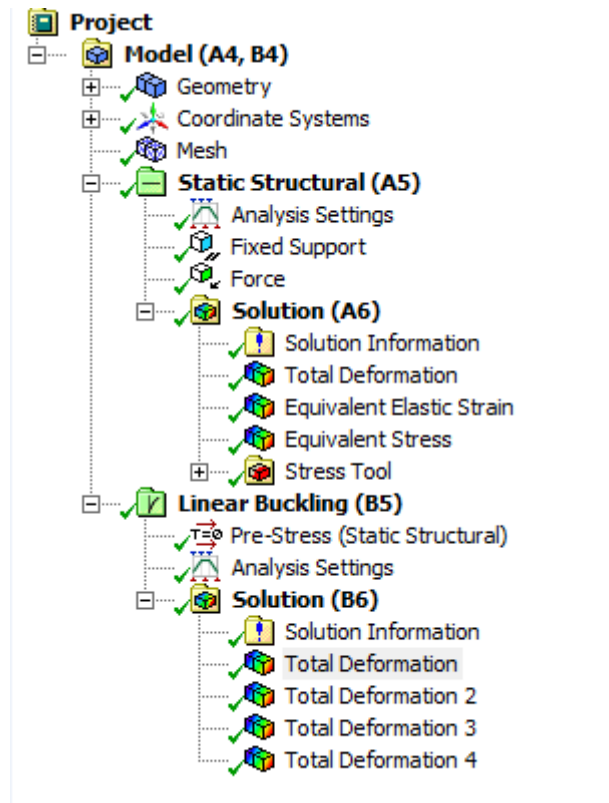 Project
Model (A4, B4)
Geometry
Coordinate Systems
Mesh
Static Structural (A5)
Analysis Settings
Fixed Support
Force
Solution (A6)
Solution Information
Total Deformation
Equivalent Elastic Strain
Equivalent Stress
Stress Tool
Linear Buckling (B5)
T=0 Pre-Stress (Static Structural)
Analysis Settings
Solution (B6)
Solution Information
Total Deformation
Total Deformation 2
Total Deformation 3
Total Deformation 4